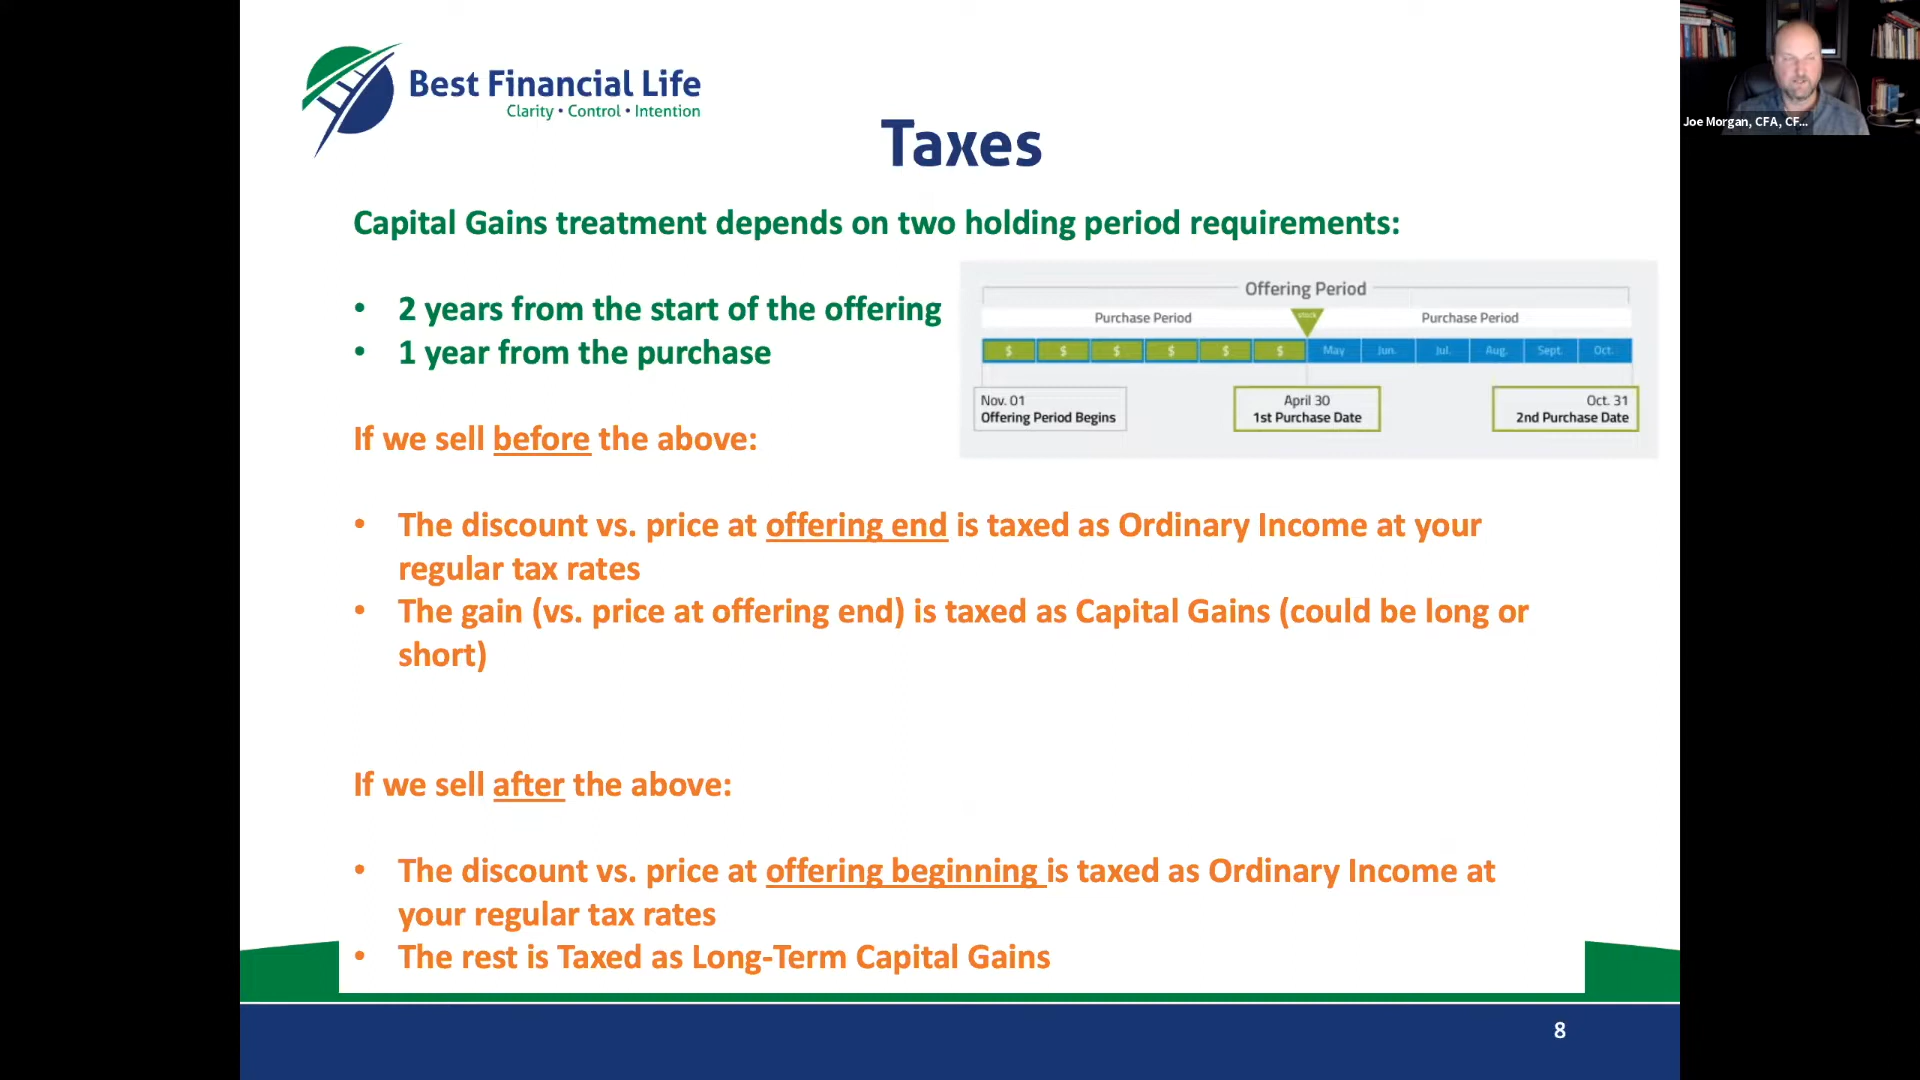 Best Financial Life
Clarity • Control • Intention
Taxes
Joe Morgan, CFA, CF...
Capital Gains treatment depends on two holding period requirements:
• 2 years from the start of the offering
• 1 year from the purchase
Offering Period
Purchase Period
stock
Purchase Period
$ $ $ $ $ $ May Jun. Jul. Aug. Sept. Oct.
Nov. 01
Offering Period Begins
April 30
1st Purchase Date
Oct. 31
2nd Purchase Date
If we sell before the above:
• The discount vs. price at offering end is taxed as Ordinary Income at your
regular tax rates
• The gain (vs. price at offering end) is taxed as Capital Gains (could be long or
short)
If we sell after the above:
• The discount vs. price at offering beginning is taxed as Ordinary Income at
your regular tax rates
• The rest is Taxed as Long-Term Capital Gains
8